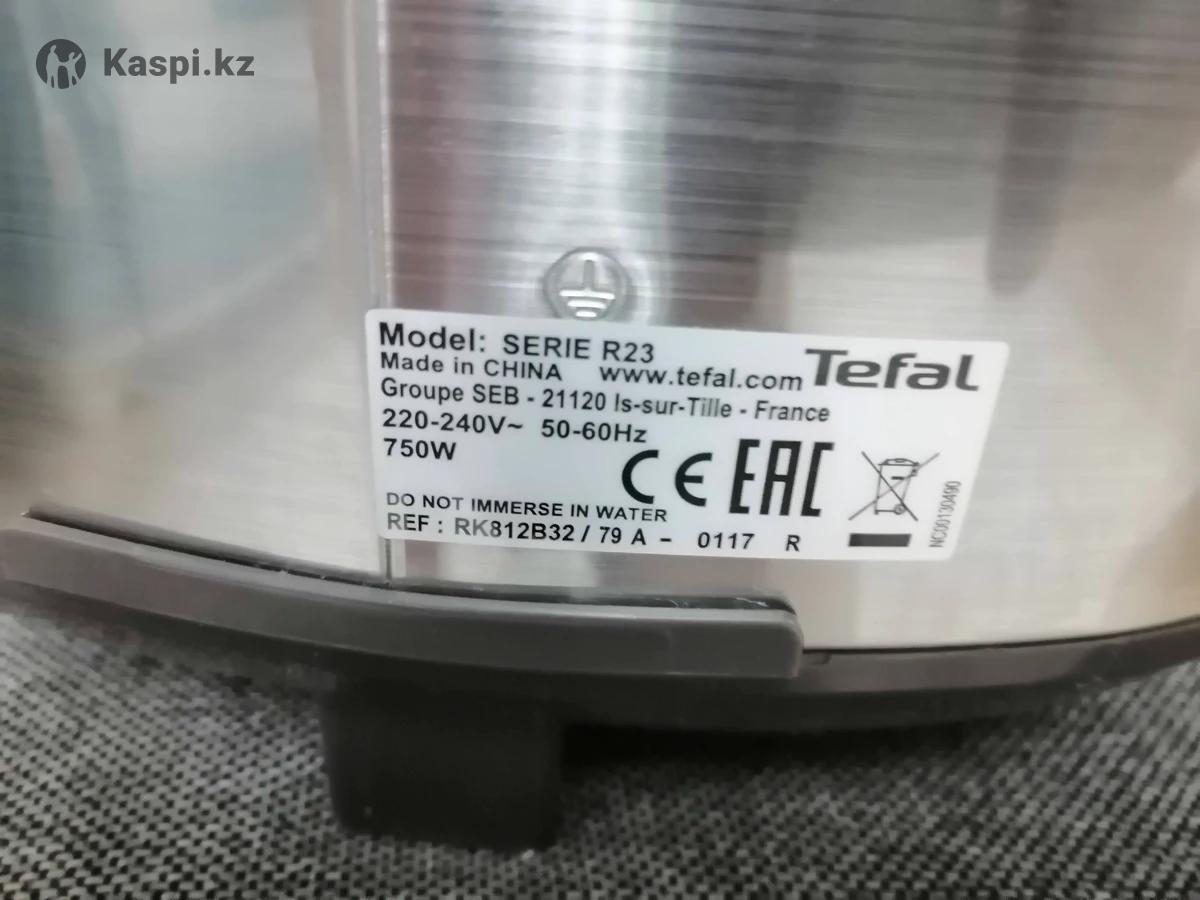 Kaspi.kz
Model: SERIE R23
Made in CHINA www.tefal.com Tefal
Groupe SEB - 21120 Is-sur-Tille - France
220-240V~ 50-60Hz
750W
CE EAC
DO NOT IMMERSE IN WATER
REF : RK812B32 / 79 A - 0117 R
NC00130490